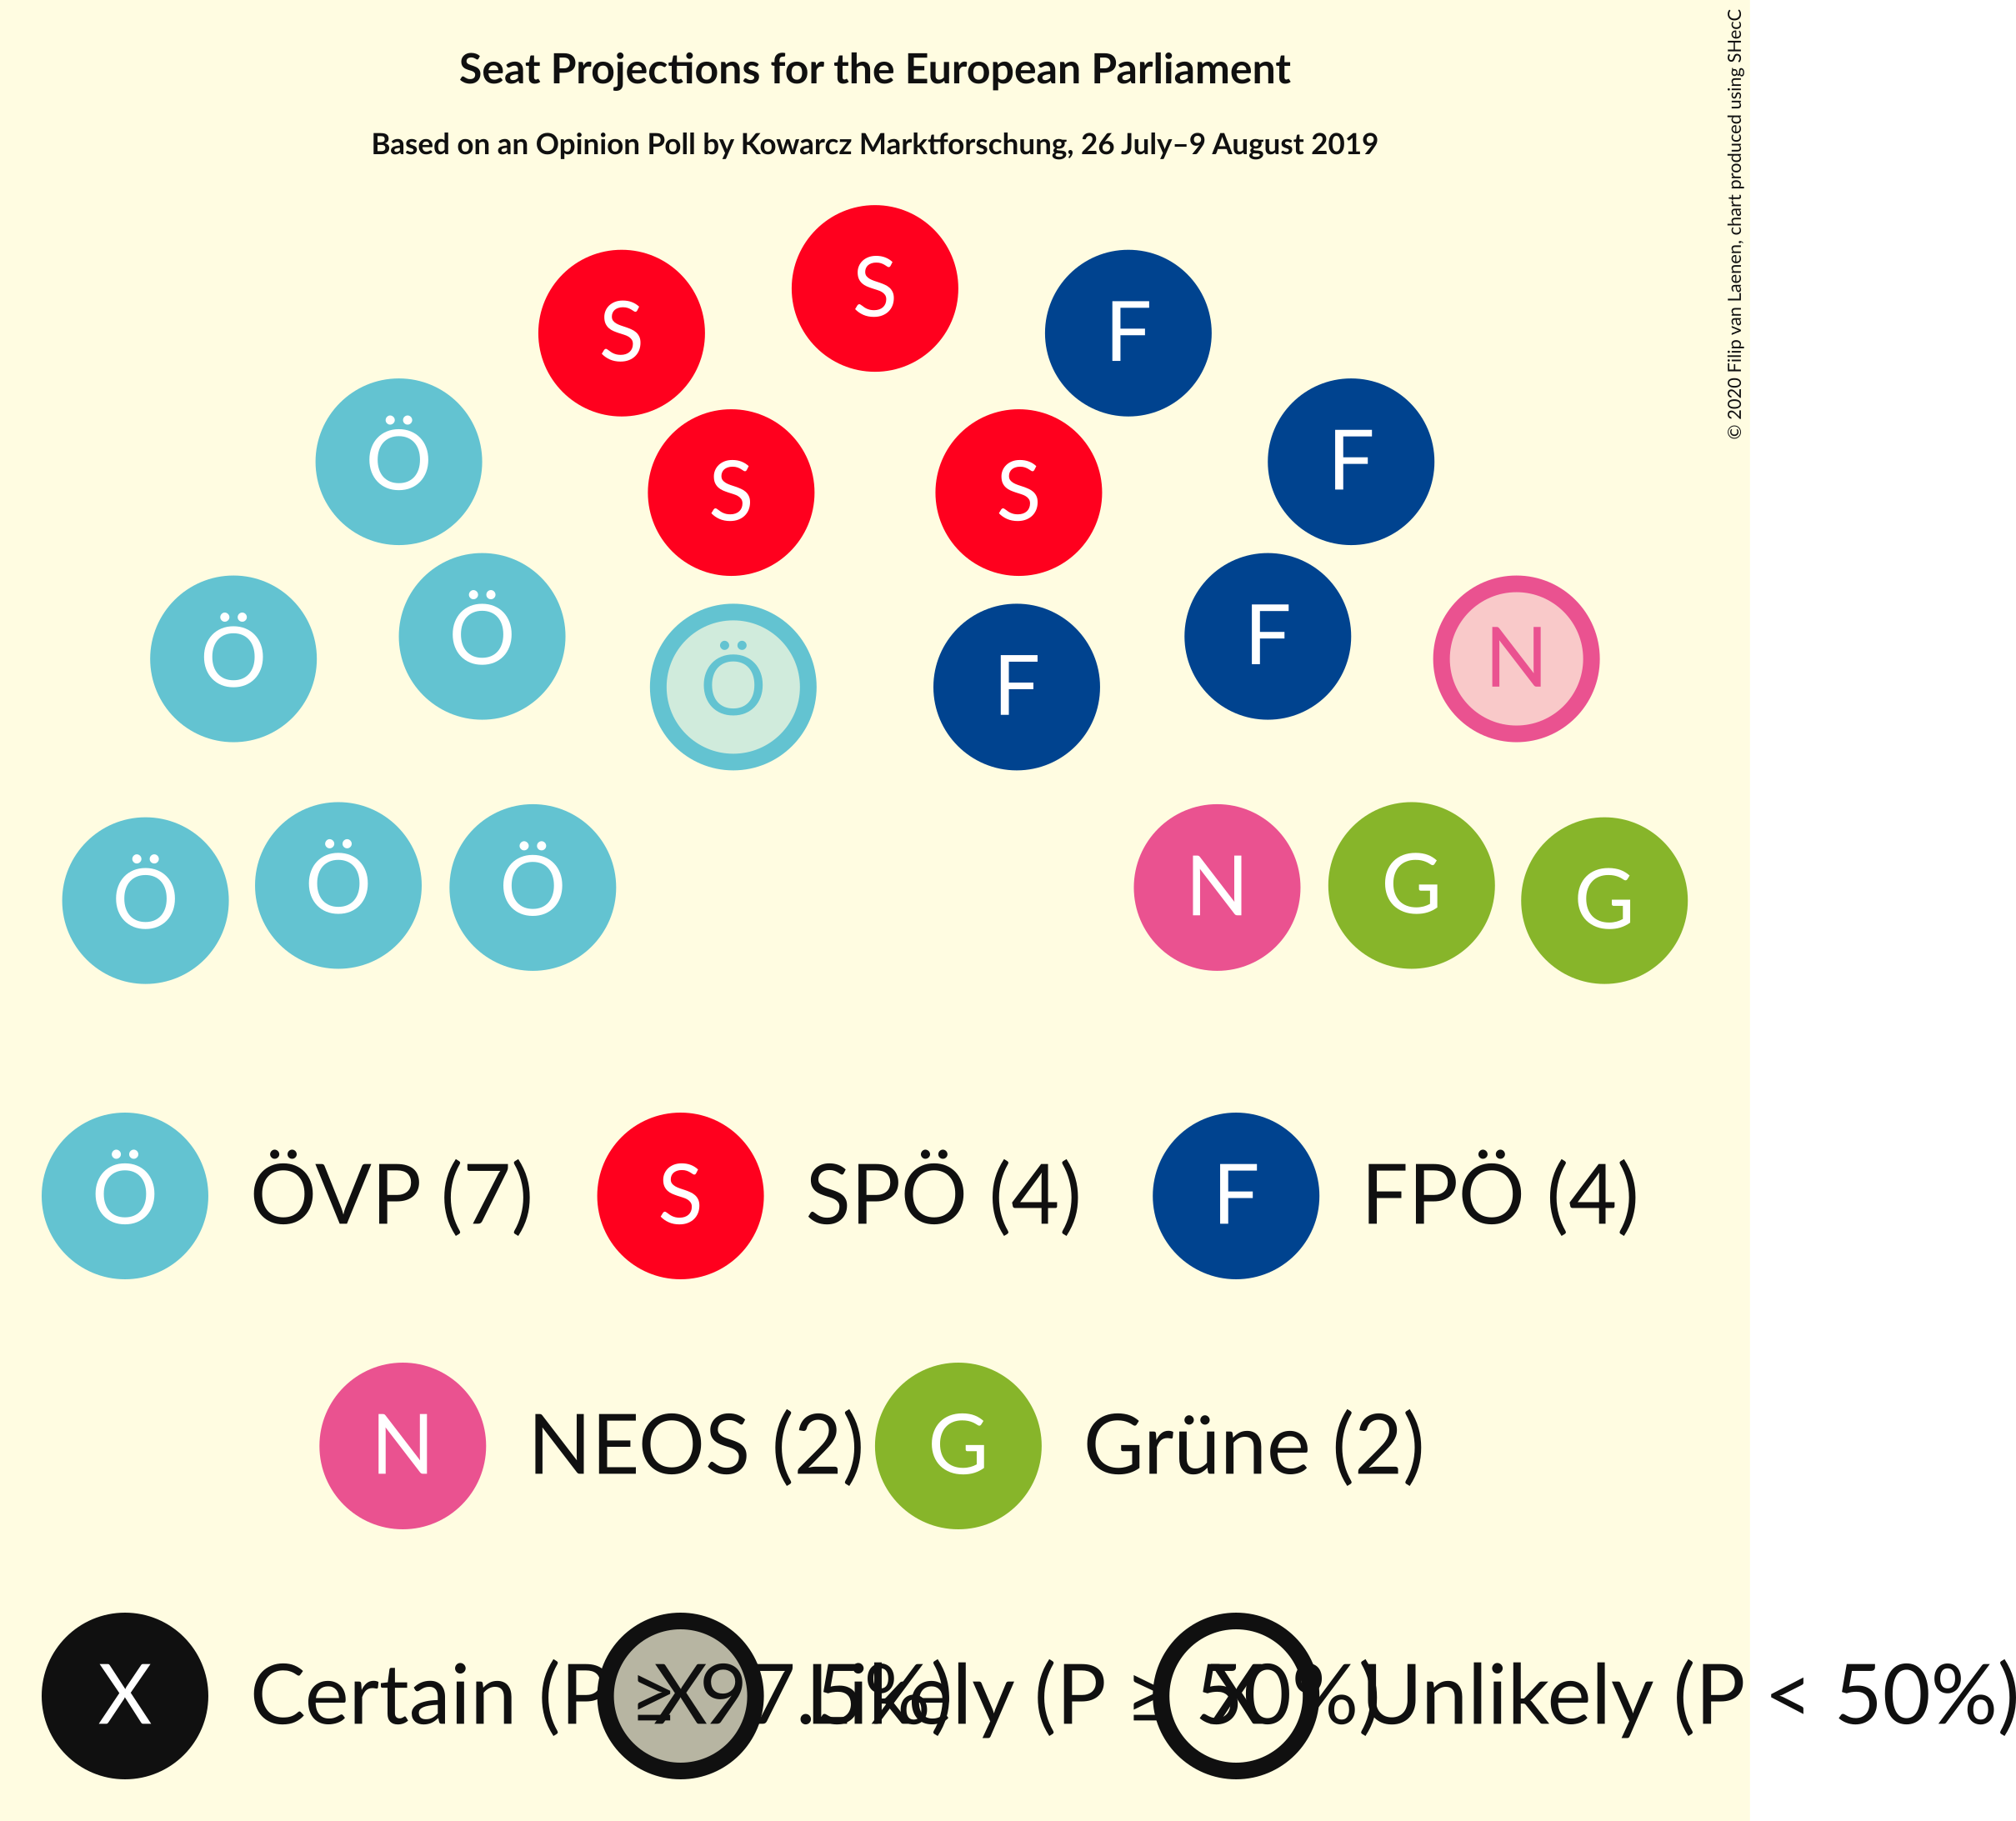 Seat Projections for the European Parliament
Based on an Opinion Poll by Kowarcz Marktforschung, 26 July–9 August 2019
© 2020 Filip van Laenen, chart produced using SHecC
S
S F
Ö F
S S
Ö Ö Ö F F N
Ö Ö Ö N G G
Ö ÖVP (7) S SPÖ (4) F FPÖ (4)
N NEOS (2) G Grüne (2)
X Certain (P ≥ 97.5%) X Likely (P ≥ 50%) X Unlikely (P < 50%)